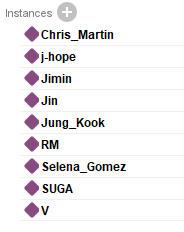 Instances
Chris_Martin
j-hope
Jimin
Jin
Jung_Kook
RM
Selena_Gomez
SUGA
V